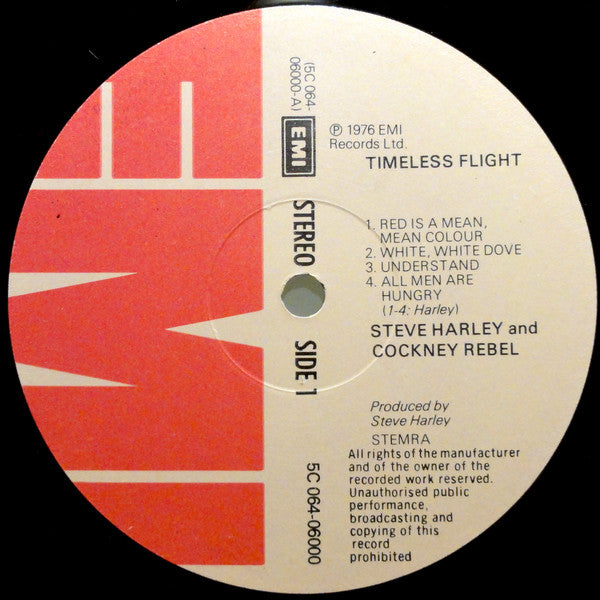 (5C 064-
06000-A)
EMI
STEREO SIDE 1
5C 064-06000
℗ 1976 EMI
Records Ltd.
TIMELESS FLIGHT
1. RED IS A MEAN,
MEAN COLOUR
2. WHITE, WHITE DOVE
3. UNDERSTAND
4. ALL MEN ARE
HUNGRY
(1-4: Harley)
STEVE HARLEY and
COCKNEY REBEL
Produced by
Steve Harley
STEMRA
All rights of the manufacturer
and of the owner of the
recorded work reserved.
Unauthorised public
performance,
broadcasting and
copying of this
record
prohibited
EMI